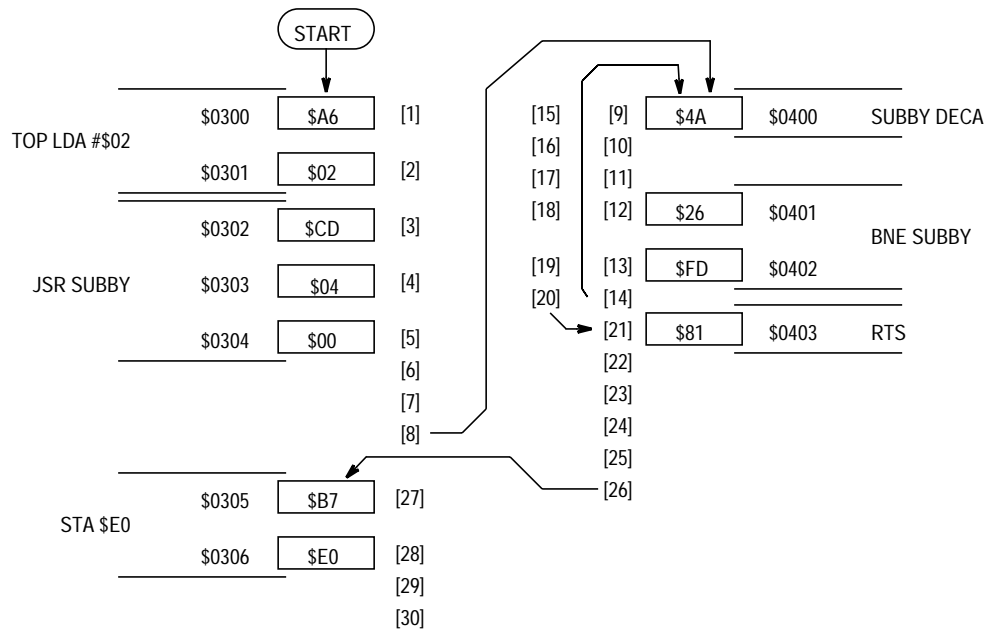 START
$0300 $A6 [1] [15] [9] $4A $0400 SUBBY DECA
TOP LDA #$02
[16] [10]
$0301 $02 [2] [17] [11]
[18] [12] $26 $0401
$0302 $CD [3]
BNE SUBBY
[19] [13] $FD $0402
JSR SUBBY $0303 $04 [4]
[20] [14]
$0304 $00 [5] [21] $81 $0403 RTS
[6] [22]
[7] [23]
[8] [24]
[25]
[26]
$0305 $B7 [27]
STA $E0
$0306 $E0 [28]
[29]
[30]